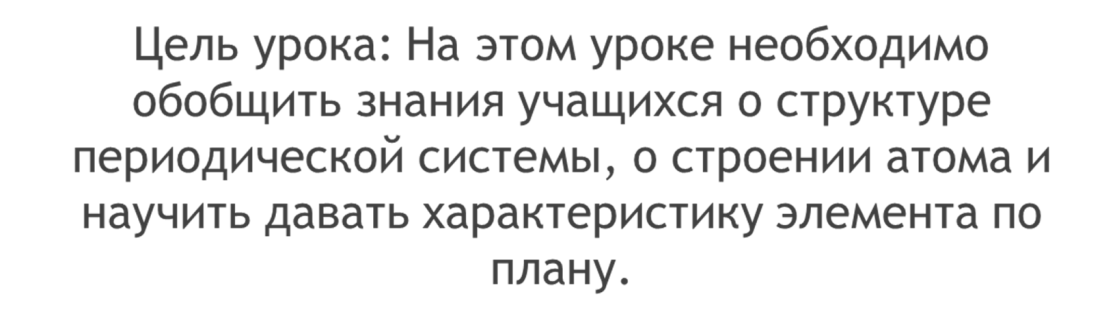 Цель урока: На этом уроке необходимо
обобщить знания учащихся о структуре
периодической системы, о строении атома и
научить давать характеристику элемента по
плану.